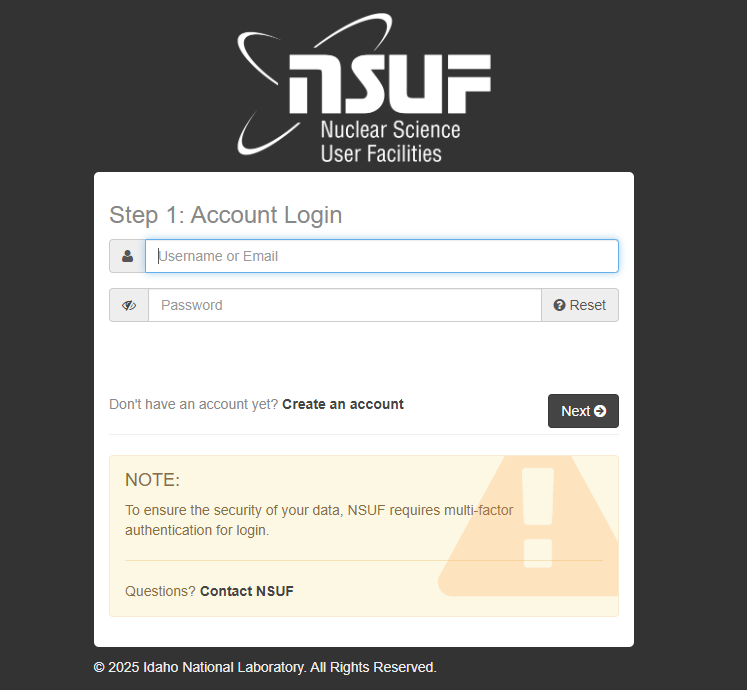 nsuf
Nuclear Science
User Facilities
Step 1: Account Login
Username or Email
Password
Reset
Don't have an account yet? Create an account
Next
NOTE:
To ensure the security of your data, NSUF requires multi-factor
authentication for login.
Questions? Contact NSUF
© 2025 Idaho National Laboratory. All Rights Reserved.